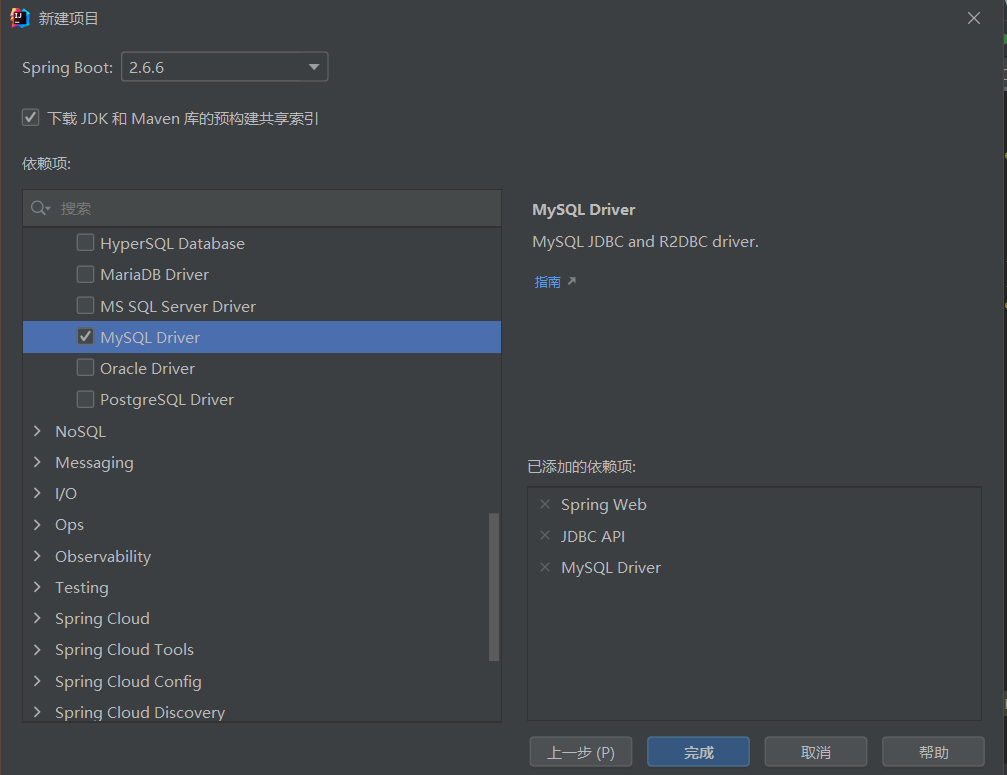 新建项目
Spring Boot: 2.6.6
下载 JDK 和 Maven 库的预构建共享索引
依赖项:
搜索
HyperSQL Database
MariaDB Driver
MS SQL Server Driver
MySQL Driver
Oracle Driver
PostgreSQL Driver
NoSQL
Messaging
I/O
Ops
Observability
Testing
Spring Cloud
Spring Cloud Tools
Spring Cloud Config
Spring Cloud Discovery
MySQL Driver
MySQL JDBC and R2DBC driver.
指南
已添加的依赖项:
Spring Web
JDBC API
MySQL Driver
上一步 (P) 完成 取消 帮助